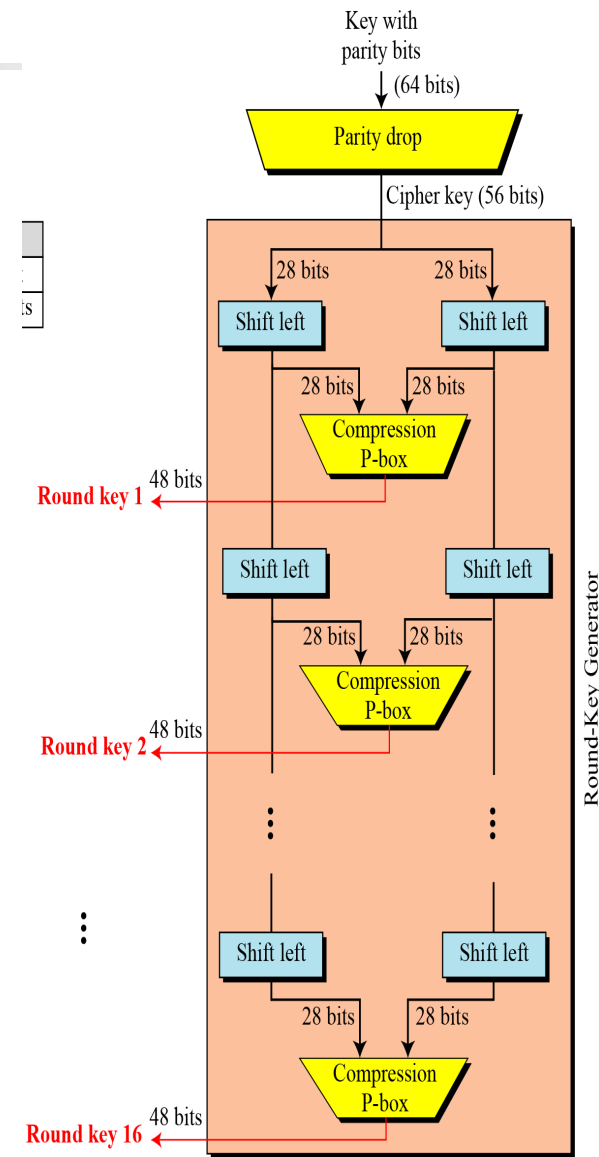 Key with
parity bits
(64 bits)
Parity drop
Cipher key (56 bits)
28 bits
28 bits
ts
Shift left
Shift left
28 bits
28 bits
Compression
P-box
48 bits
Round key 1
Shift left
Shift left
28 bits
28 bits
Compression
P-box
48 bits
Round key 2
Round-Key Generator
Shift left
Shift left
28 bits
28 bits
Compression
P-box
48 bits
Round key 16